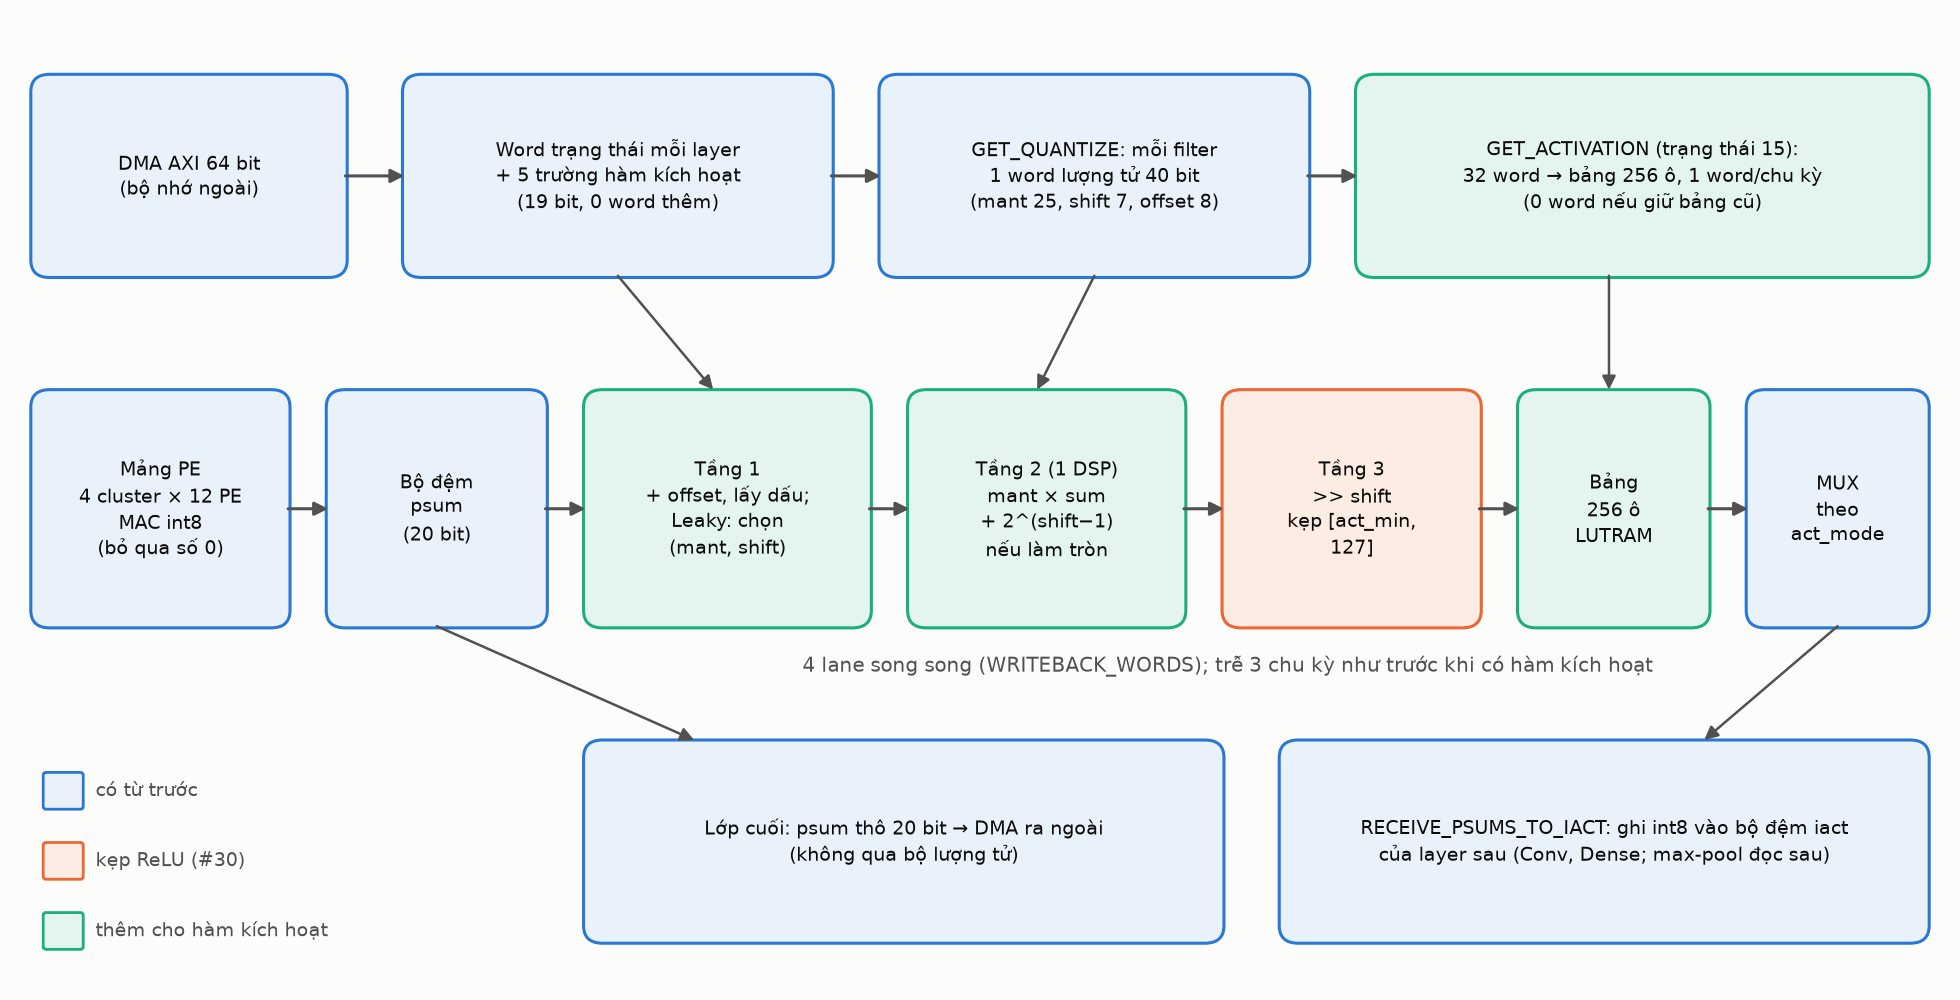 DMA AXI 64 bit
(bộ nhớ ngoài)
Word trạng thái mỗi layer
+ 5 trường hàm kích hoạt
(19 bit, 0 word thêm)
GET_QUANTIZE: mỗi filter
1 word lượng tử 40 bit
(mant 25, shift 7, offset 8)
GET_ACTIVATION (trạng thái 15):
32 word → bảng 256 ô, 1 word/chu kỳ
(0 word nếu giữ bảng cũ)
Mảng PE
4 cluster × 12 PE
MAC int8
(bỏ qua số 0)
Bộ đệm
psum
(20 bit)
Tầng 1
+ offset, lấy dấu;
Leaky: chọn
(mant, shift)
Tầng 2 (1 DSP)
mant × sum
+ 2^(shift−1)
nếu làm tròn
Tầng 3
>> shift
kẹp [act_min,
127]
Bảng
256 ô
LUTRAM
MUX
theo
act_mode
4 lane song song (WRITEBACK_WORDS); trễ 3 chu kỳ như trước khi có hàm kích hoạt
Lớp cuối: psum thô 20 bit → DMA ra ngoài
(không qua bộ lượng tử)
RECEIVE_PSUMS_TO_IACT: ghi int8 vào bộ đệm iact
của layer sau (Conv, Dense; max-pool đọc sau)
có từ trước
kẹp ReLU (#30)
thêm cho hàm kích hoạt